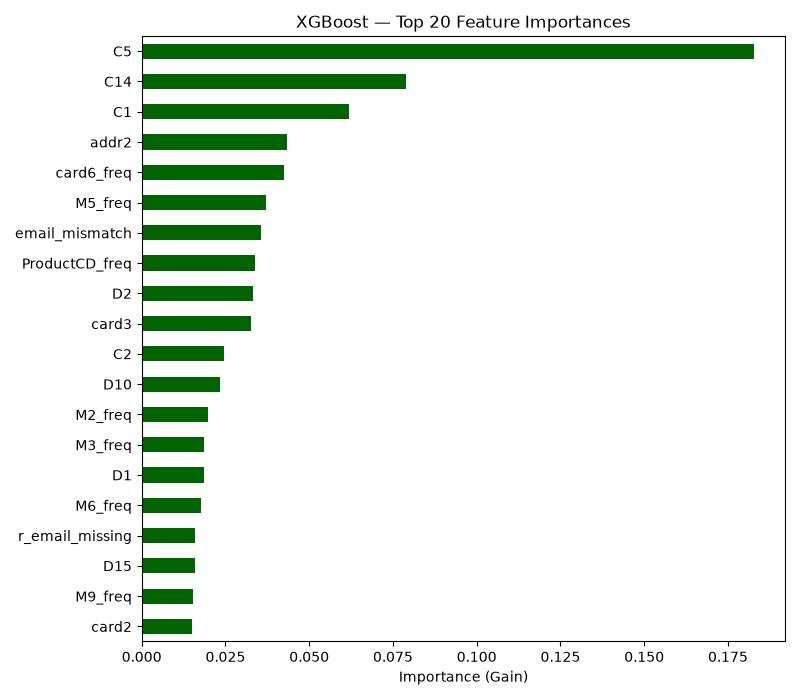 XGBoost — Top 20 Feature Importances
C5
C14
C1
addr2
card6_freq
M5_freq
email_mismatch
ProductCD_freq
D2
card3
C2
D10
M2_freq
M3_freq
D1
M6_freq
r_email_missing
D15
M9_freq
card2
0.000 0.025 0.050 0.075 0.100 0.125 0.150 0.175
Importance (Gain)